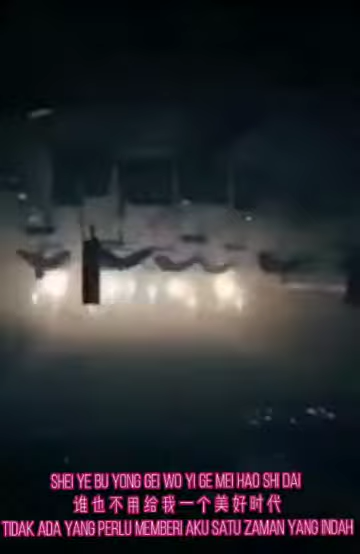 SHEI YE BU YONG GEI WO YI GE MEI HAO SHI DAI
谁也不用给我一个美好时代
TIDAK ADA YANG PERLU MEMBERI AKU SATU ZAMAN YANG INDAH